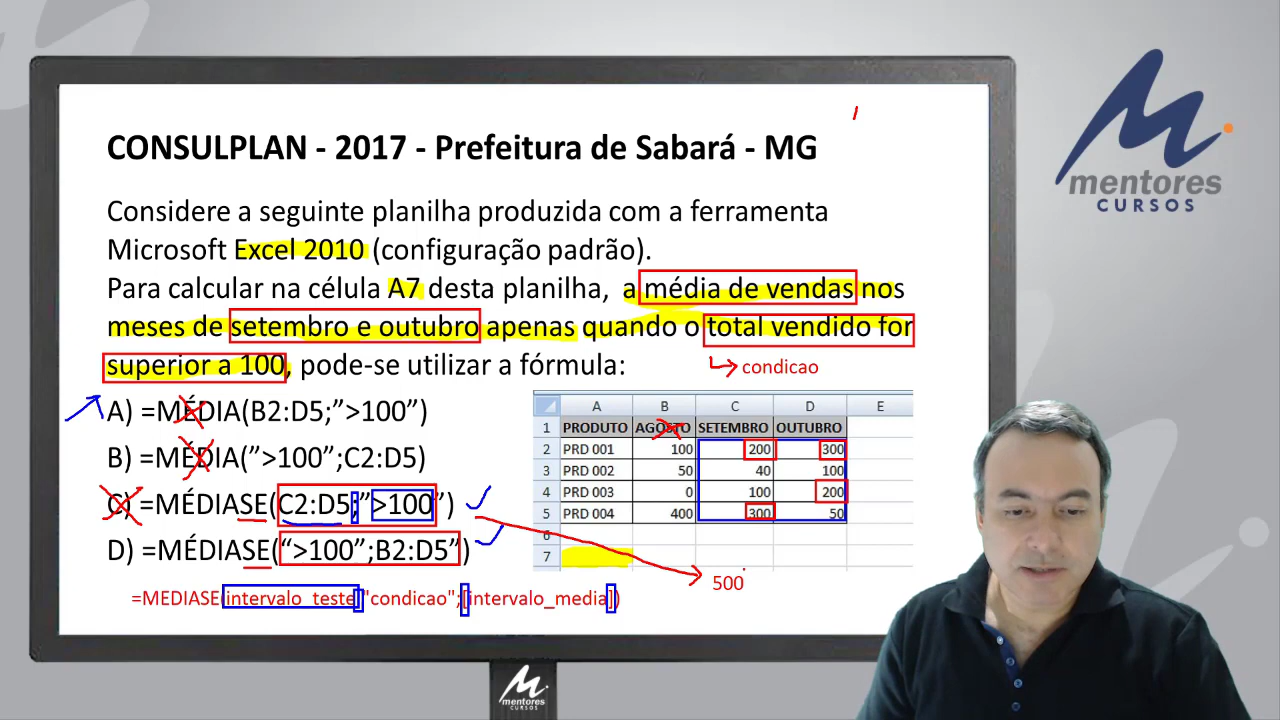 CONSULPLAN - 2017 - Prefeitura de Sabará - MG
Considere a seguinte planilha produzida com a ferramenta
Microsoft Excel 2010 (configuração padrão).
Para calcular na célula A7 desta planilha, a média de vendas nos
meses de setembro e outubro apenas quando o total vendido for
superior a 100, pode-se utilizar a fórmula:
condicao
A) =MÉDIA(B2:D5;”>100”)
B) =MÉDIA(”>100”;C2:D5)
C) =MÉDIASE(C2:D5;”>100”)
D) =MÉDIASE(“>100”;B2:D5”)
=MEDIASE(intervalo_teste;"condicao";[intervalo_media])
A B C D E
1 PRODUTO AGOSTO SETEMBRO OUTUBRO
2 PRD 001 100 200 300
3 PRD 002 50 40 100
4 PRD 003 0 100 200
5 PRD 004 400 300 50
6
7
500
mentores
CURSOS
mentores
CURSOS